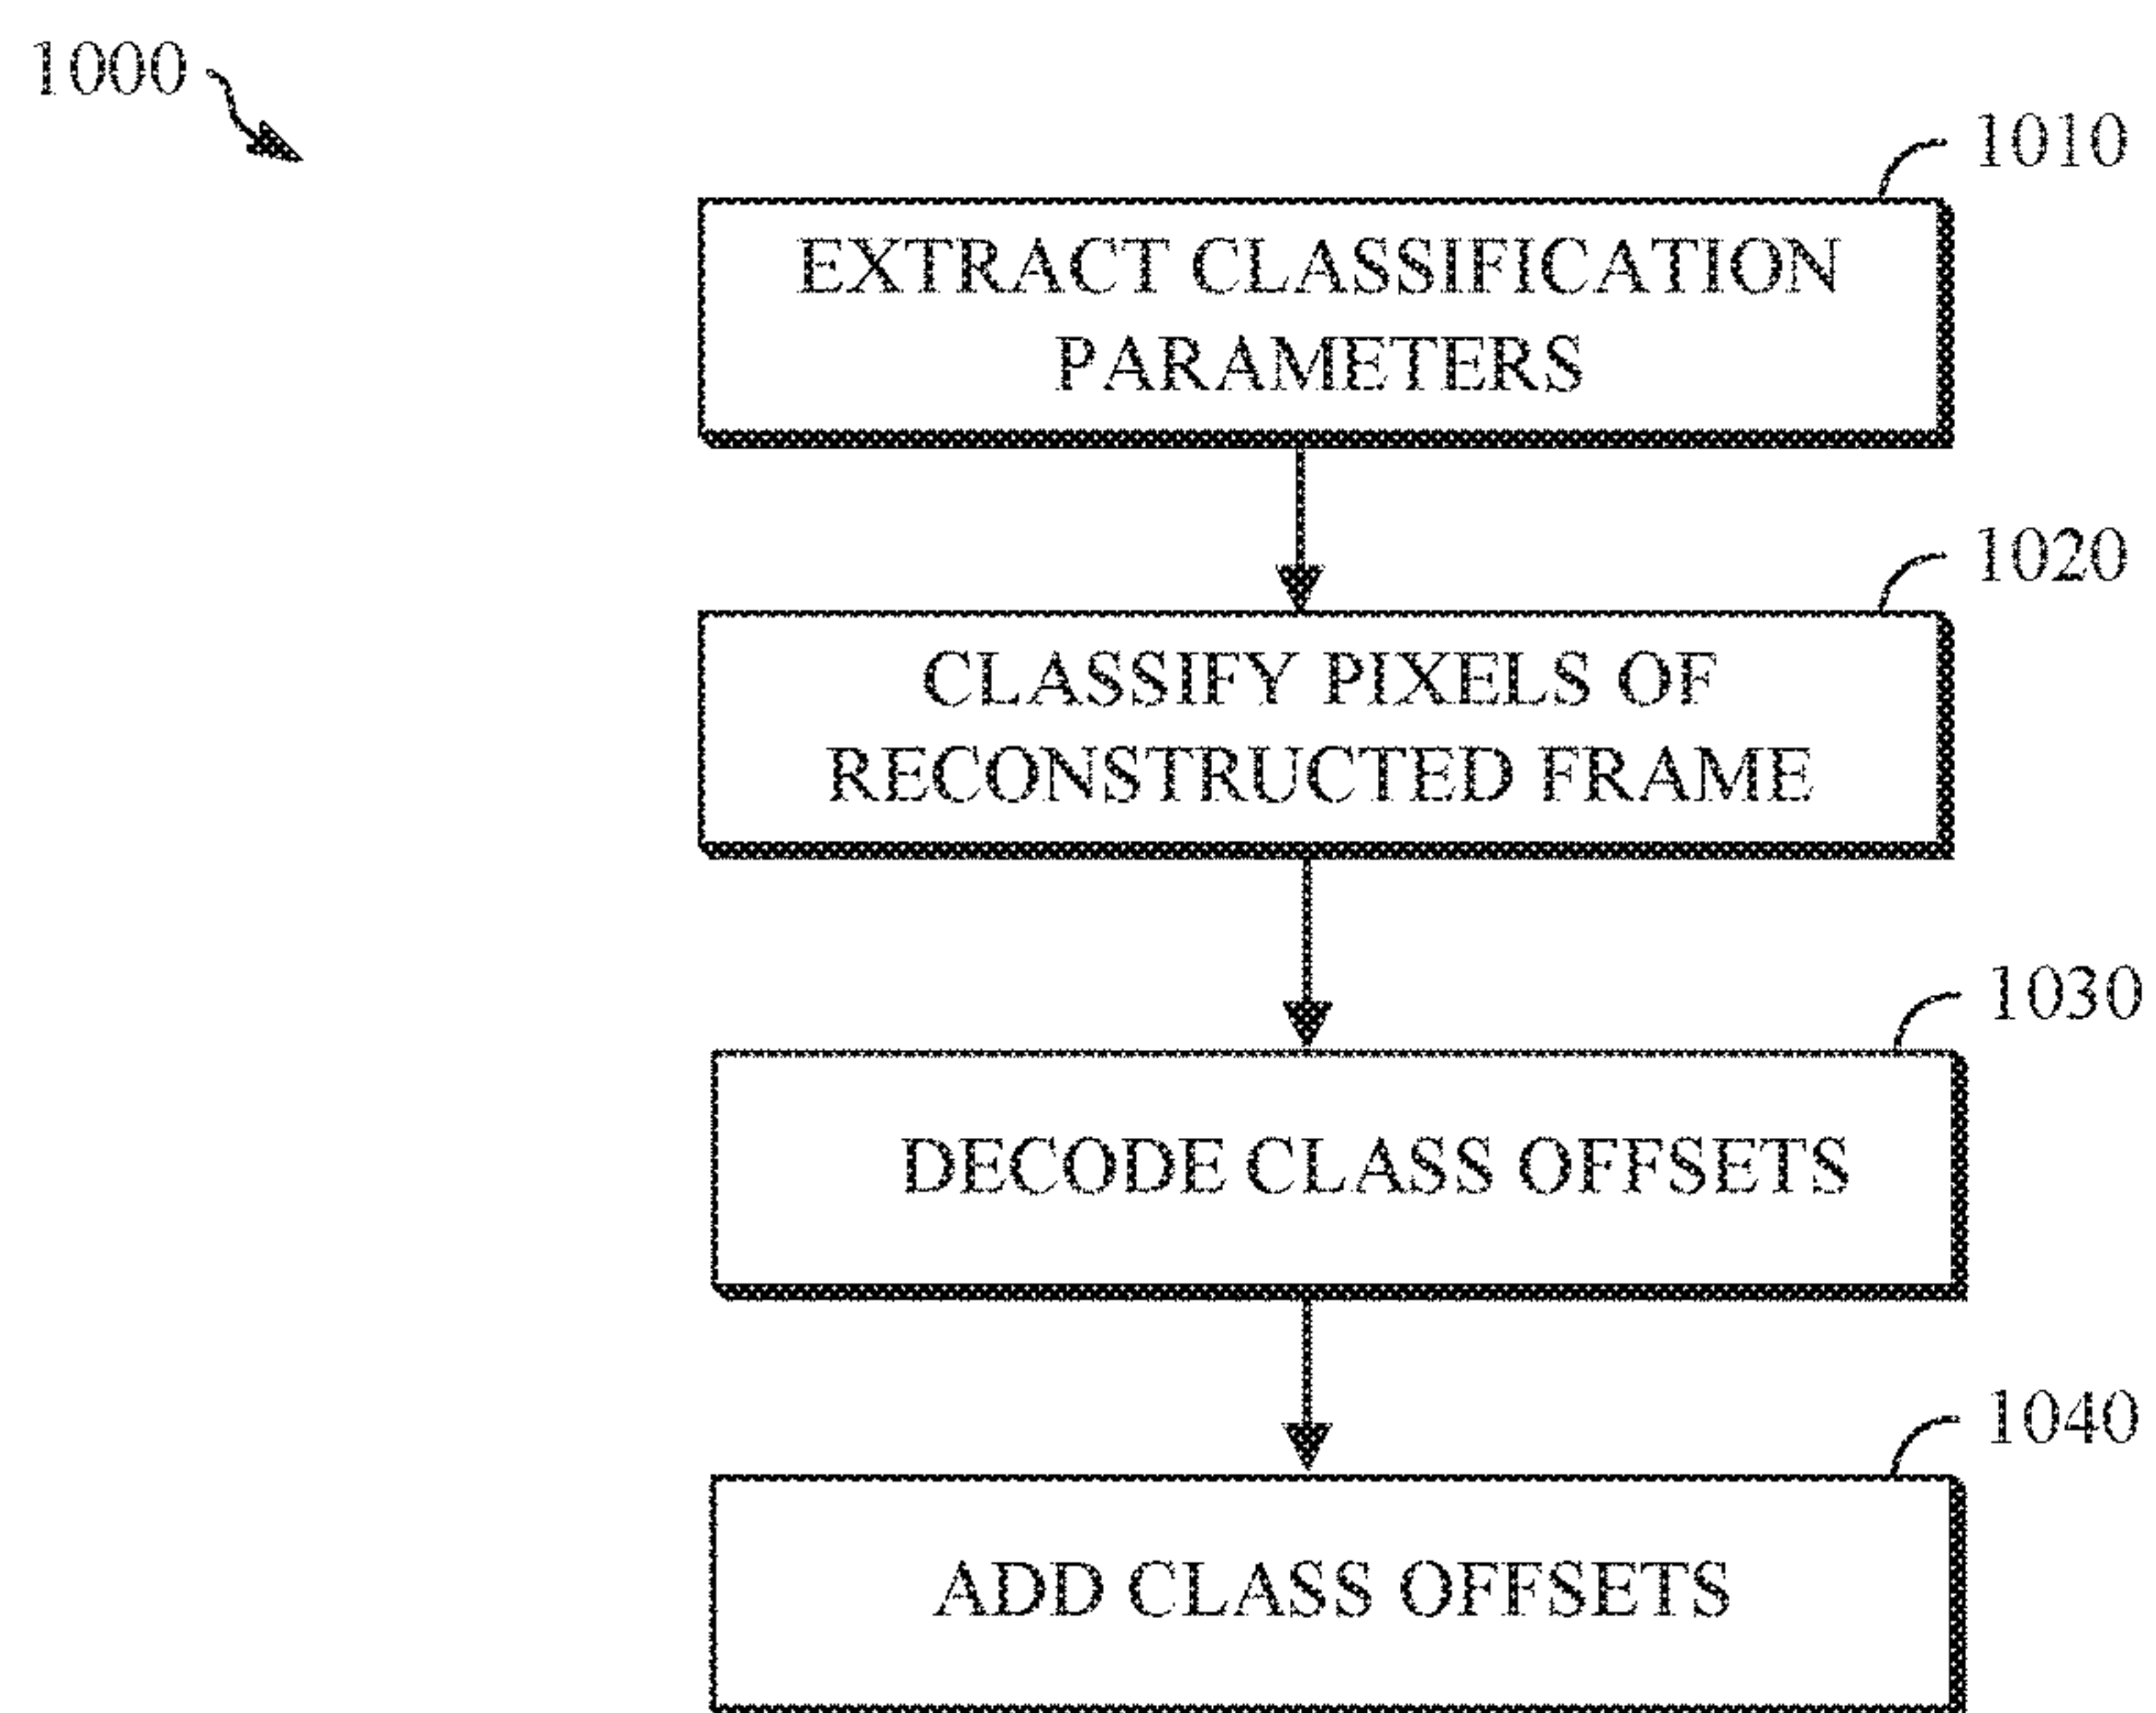 1000
1010
EXTRACT CLASSIFICATION
PARAMETERS
1020
CLASSIFY PIXELS OF
RECONSTRUCTED FRAME
1030
DECODE CLASS OFFSETS
1040
ADD CLASS OFFSETS